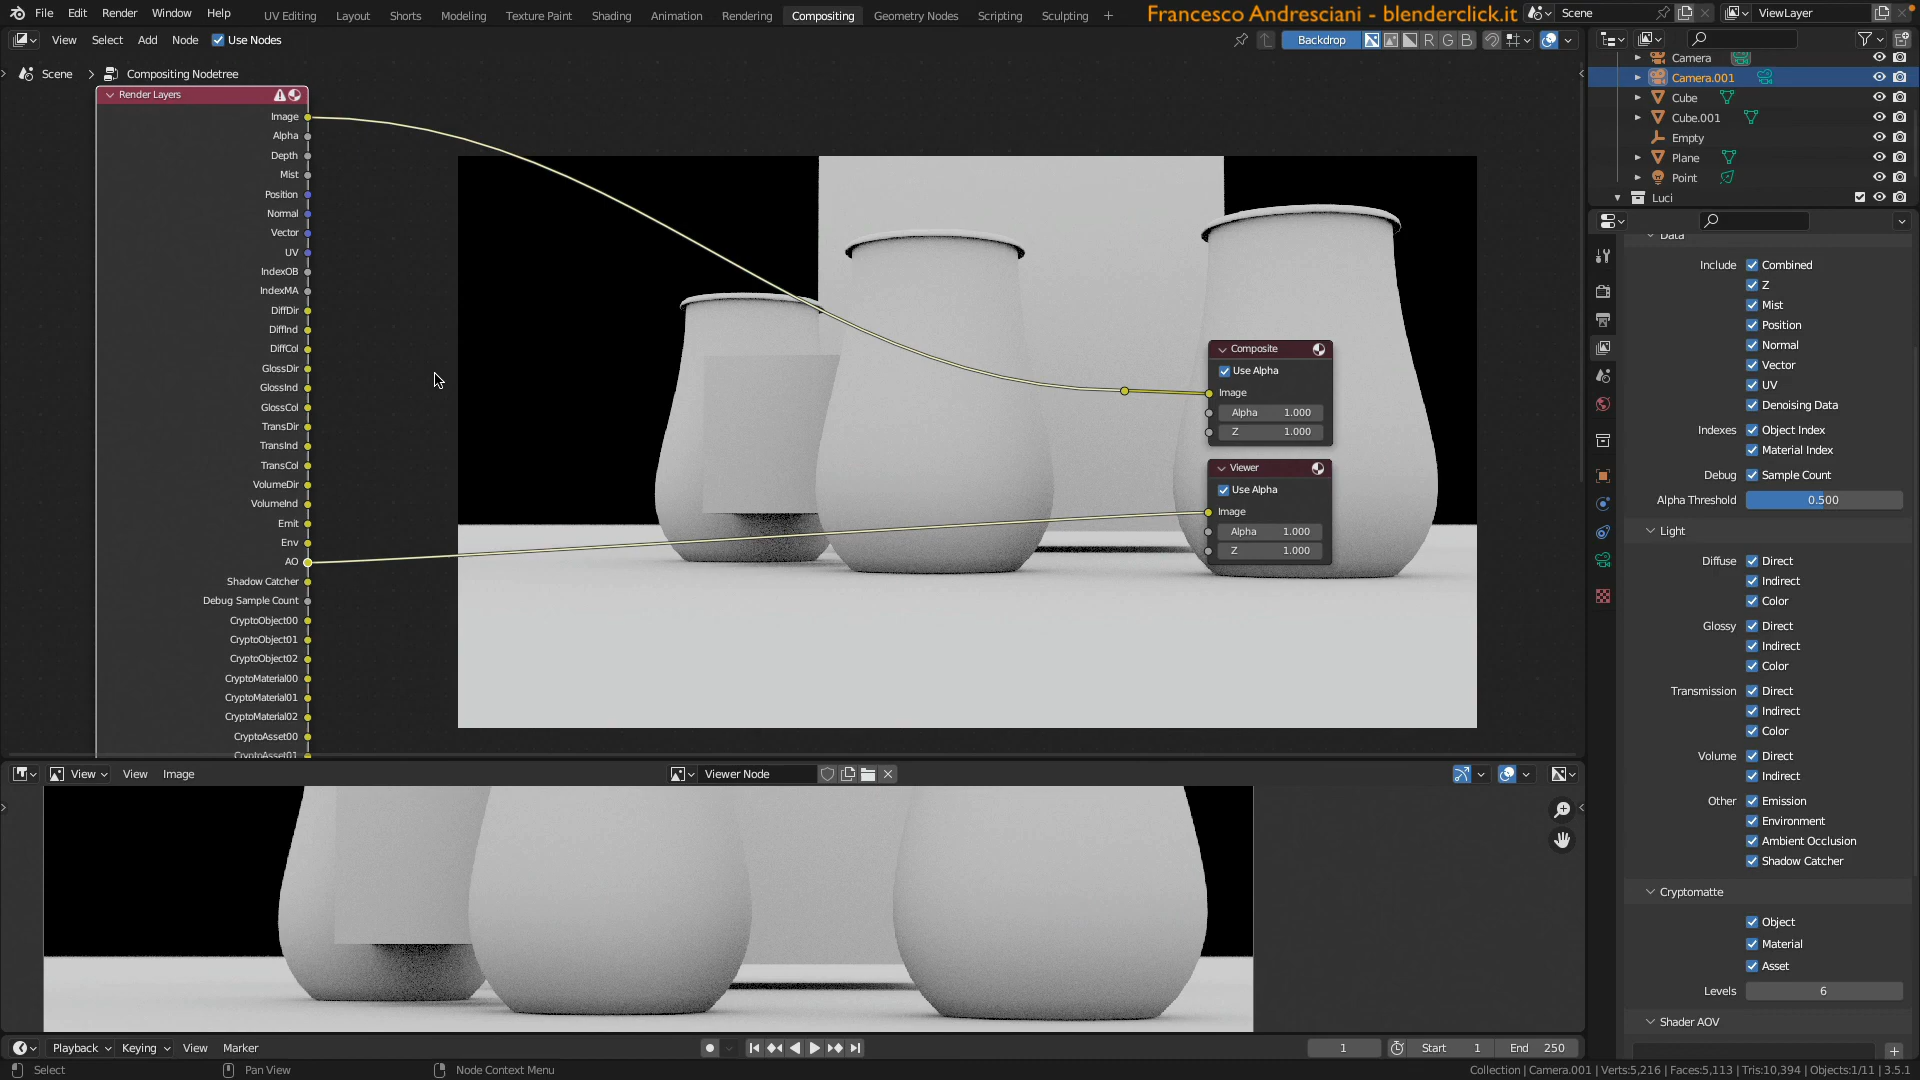 File Edit Render Window Help UV Editing Layout Shorts Modeling Texture Paint Shading Animation Rendering Compositing Geometry Nodes Scripting Sculpting + Francesco Andresciani - blenderclick.it Scene ViewLayer
View Select Add Node Use Nodes Backdrop R G B
Scene > Compositing Nodetree
Render Layers
Image
Alpha
Depth
Mist
Position
Normal
Vector
UV
IndexOB
IndexMA
DiffDir
DiffInd
DiffCol
GlossDir
GlossInd
GlossCol
TransDir
TransInd
TransCol
VolumeDir
VolumeInd
Emit
Env
AO
Shadow Catcher
Debug Sample Count
CryptoObject00
CryptoObject01
CryptoObject02
CryptoMaterial00
CryptoMaterial01
CryptoMaterial02
CryptoAsset00
CryptoAsset01
Composite
Use Alpha
Image
Alpha 1.000
Z 1.000
Viewer
Use Alpha
Image
Alpha 1.000
Z 1.000
Camera
Camera.001
Cube
Cube.001
Empty
Plane
Point
Luci
Data
Include Combined
Z
Mist
Position
Normal
Vector
UV
Denoising Data
Indexes Object Index
Material Index
Debug Sample Count
Alpha Threshold 0.500
Light
Diffuse Direct
Indirect
Color
Glossy Direct
Indirect
Color
Transmission Direct
Indirect
Color
Volume Direct
Indirect
Other Emission
Environment
Ambient Occlusion
Shadow Catcher
Cryptomatte
Object
Material
Asset
Levels 6
Shader AOV
View View Image Viewer Node
Playback Keying View Marker 1 Start 1 End 250
Select Pan View Node Context Menu Collection | Camera.001 | Verts:5,216 | Faces:5,113 | Tris:10,394 | Objects:1/11 | 3.5.1